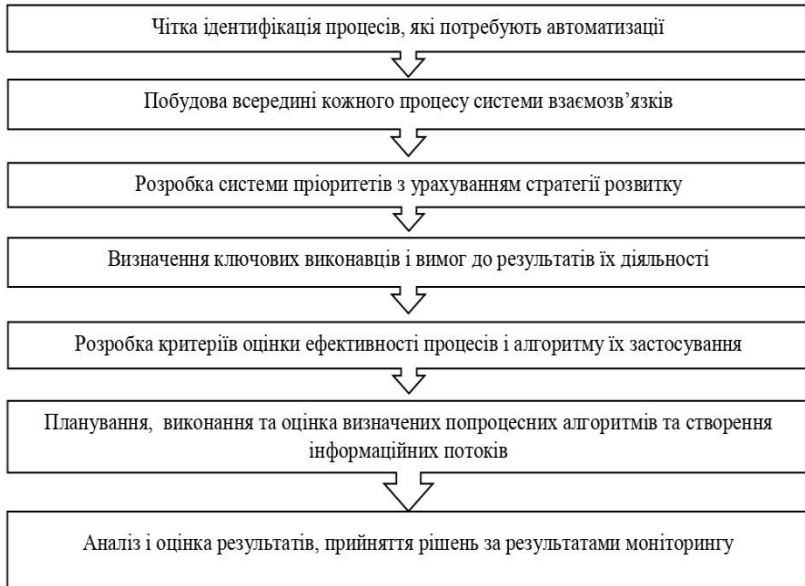 Чітка ідентифікація процесів, які потребують автоматизації
Побудова всередині кожного процесу системи взаємозв’язків
Розробка системи пріоритетів з урахуванням стратегії розвитку
Визначення ключових виконавців і вимог до результатів їх діяльності
Розробка критеріїв оцінки ефективності процесів і алгоритму їх застосування
Планування, виконання та оцінка визначених попроцесних алгоритмів та створення
інформаційних потоків
Аналіз і оцінка результатів, прийняття рішень за результатами моніторингу